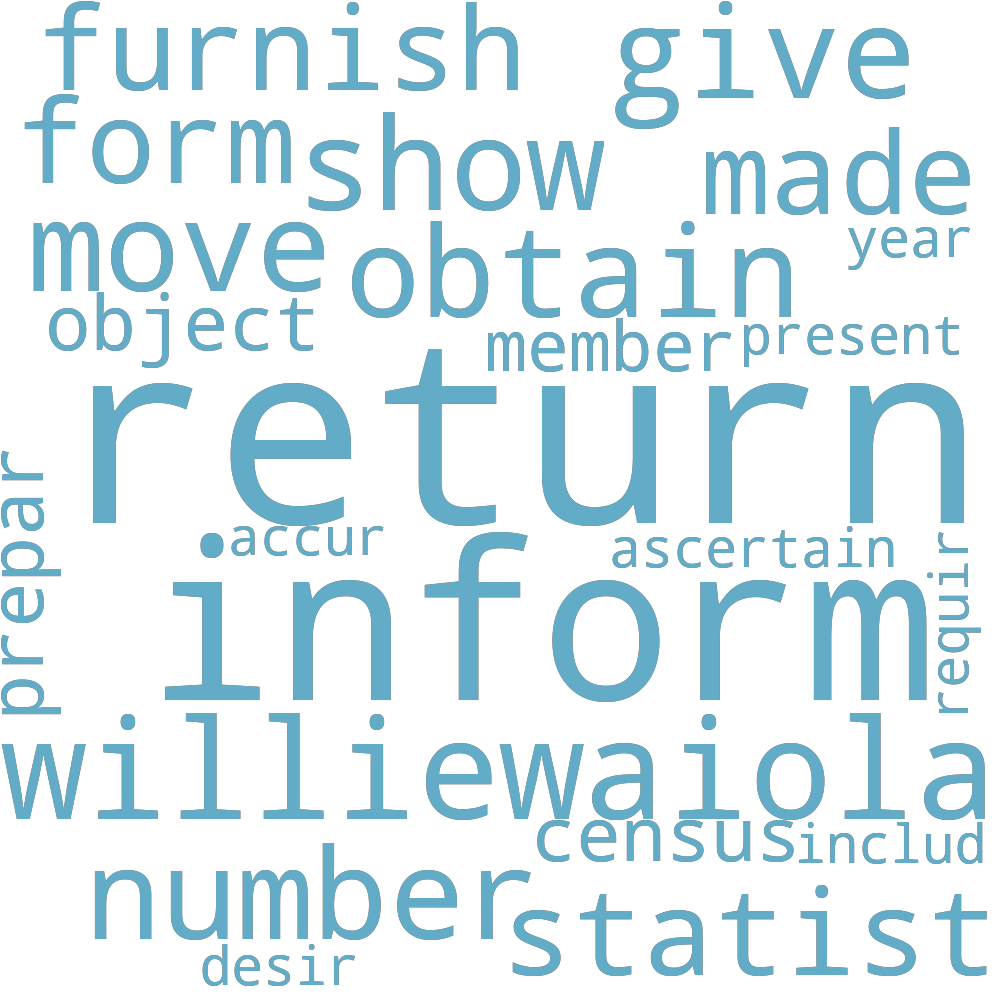 furnish give
form show made
move obtain year
object member present
return
prepar accur ascertain requir
inform
williewaiola
census includ
number statist
desir